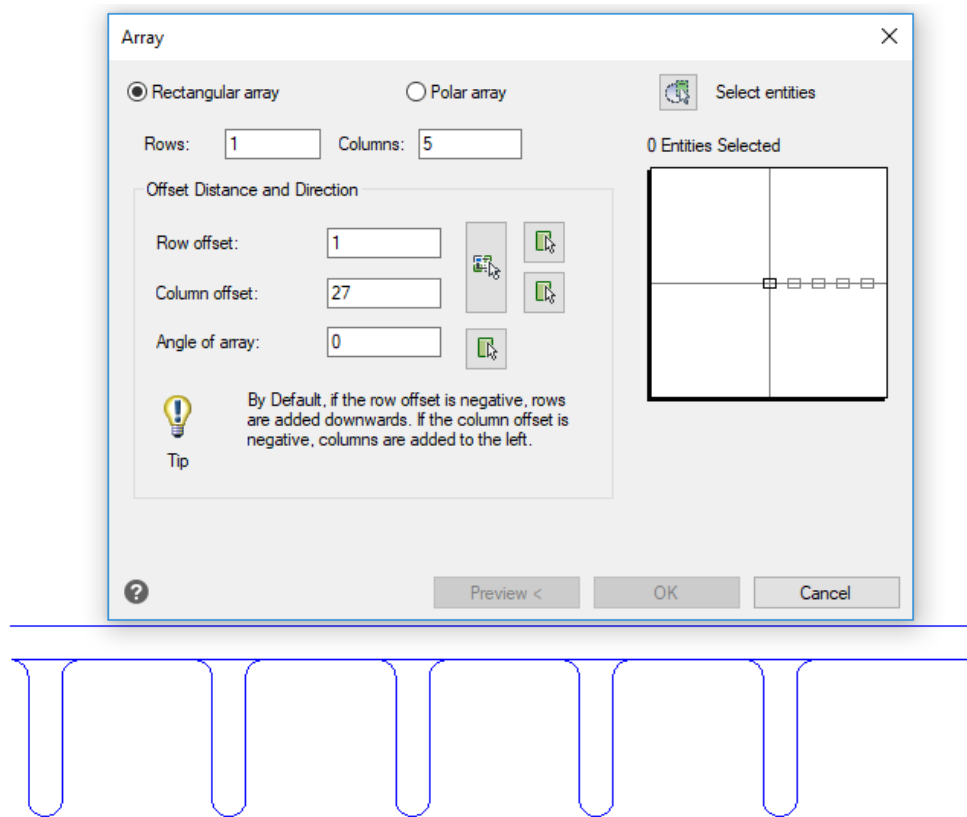 Array
Rectangular array
Polar array
Select entities
Rows: 1 Columns: 5
0 Entities Selected
Offset Distance and Direction
Row offset: 1
Column offset: 27
Angle of array: 0
By Default, if the row offset is negative, rows
are added downwards. If the column offset is
negative, columns are added to the left.
Tip
?
Preview <
OK
Cancel